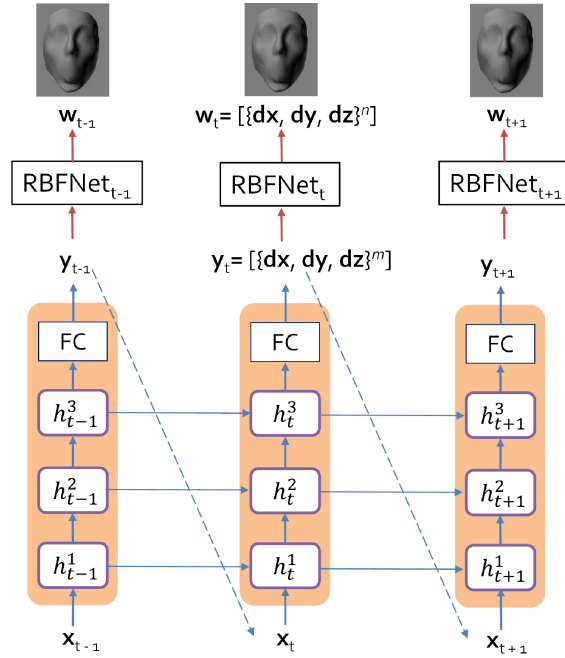 w_{t-1} w_t= [{dx, dy, dz}^n] w_{t+1}
RBFNet_{t-1} RBFNet_t RBFNet_{t+1}
y_{t-1} y_t= [{dx, dy, dz}^m] y_{t+1}
FC FC FC
h^3_{t-1} h^3_t h^3_{t+1}
h^2_{t-1} h^2_t h^2_{t+1}
h^1_{t-1} h^1_t h^1_{t+1}
x_{t-1} x_t x_{t+1}